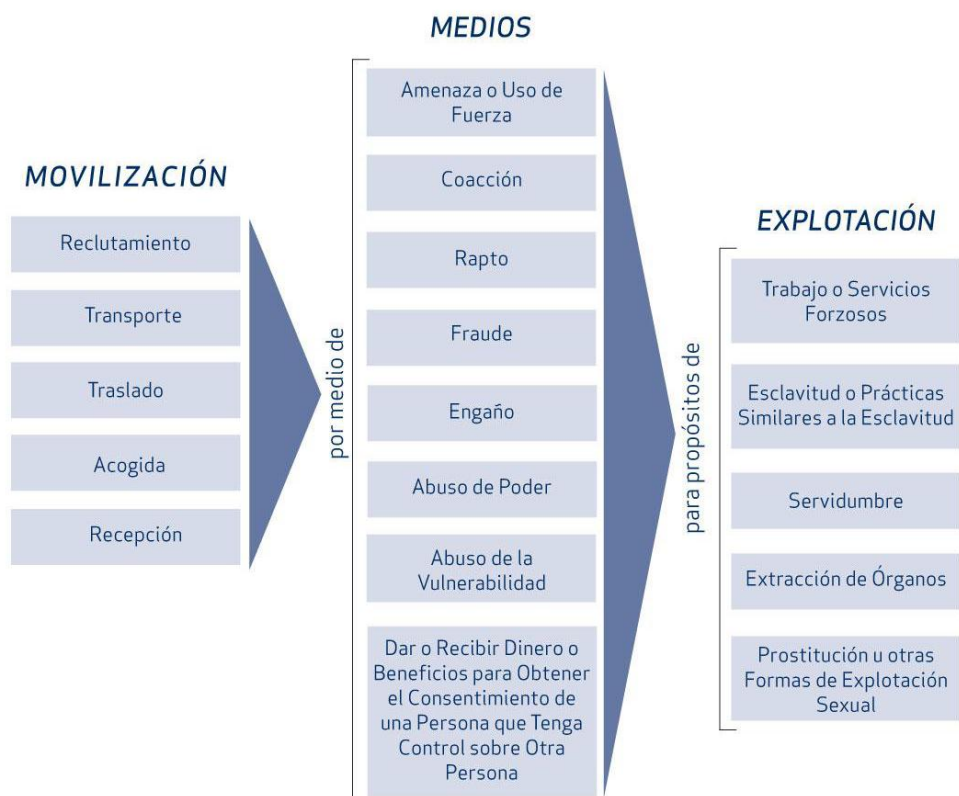 MOVILIZACIÓN
Reclutamiento
Transporte
Traslado
Acogida
Recepción
por medio de
MEDIOS
Amenaza o Uso de
Fuerza
Coacción
Rapto
Fraude
Engaño
Abuso de Poder
Abuso de la
Vulnerabilidad
Dar o Recibir Dinero o
Beneficios para Obtener
el Consentimiento de
una Persona que Tenga
Control sobre Otra
Persona
para propósitos de
EXPLOTACIÓN
Trabajo o Servicios
Forzosos
Esclavitud o Prácticas
Similares a la Esclavitud
Servidumbre
Extracción de Órganos
Prostitución u otras
Formas de Explotación
Sexual